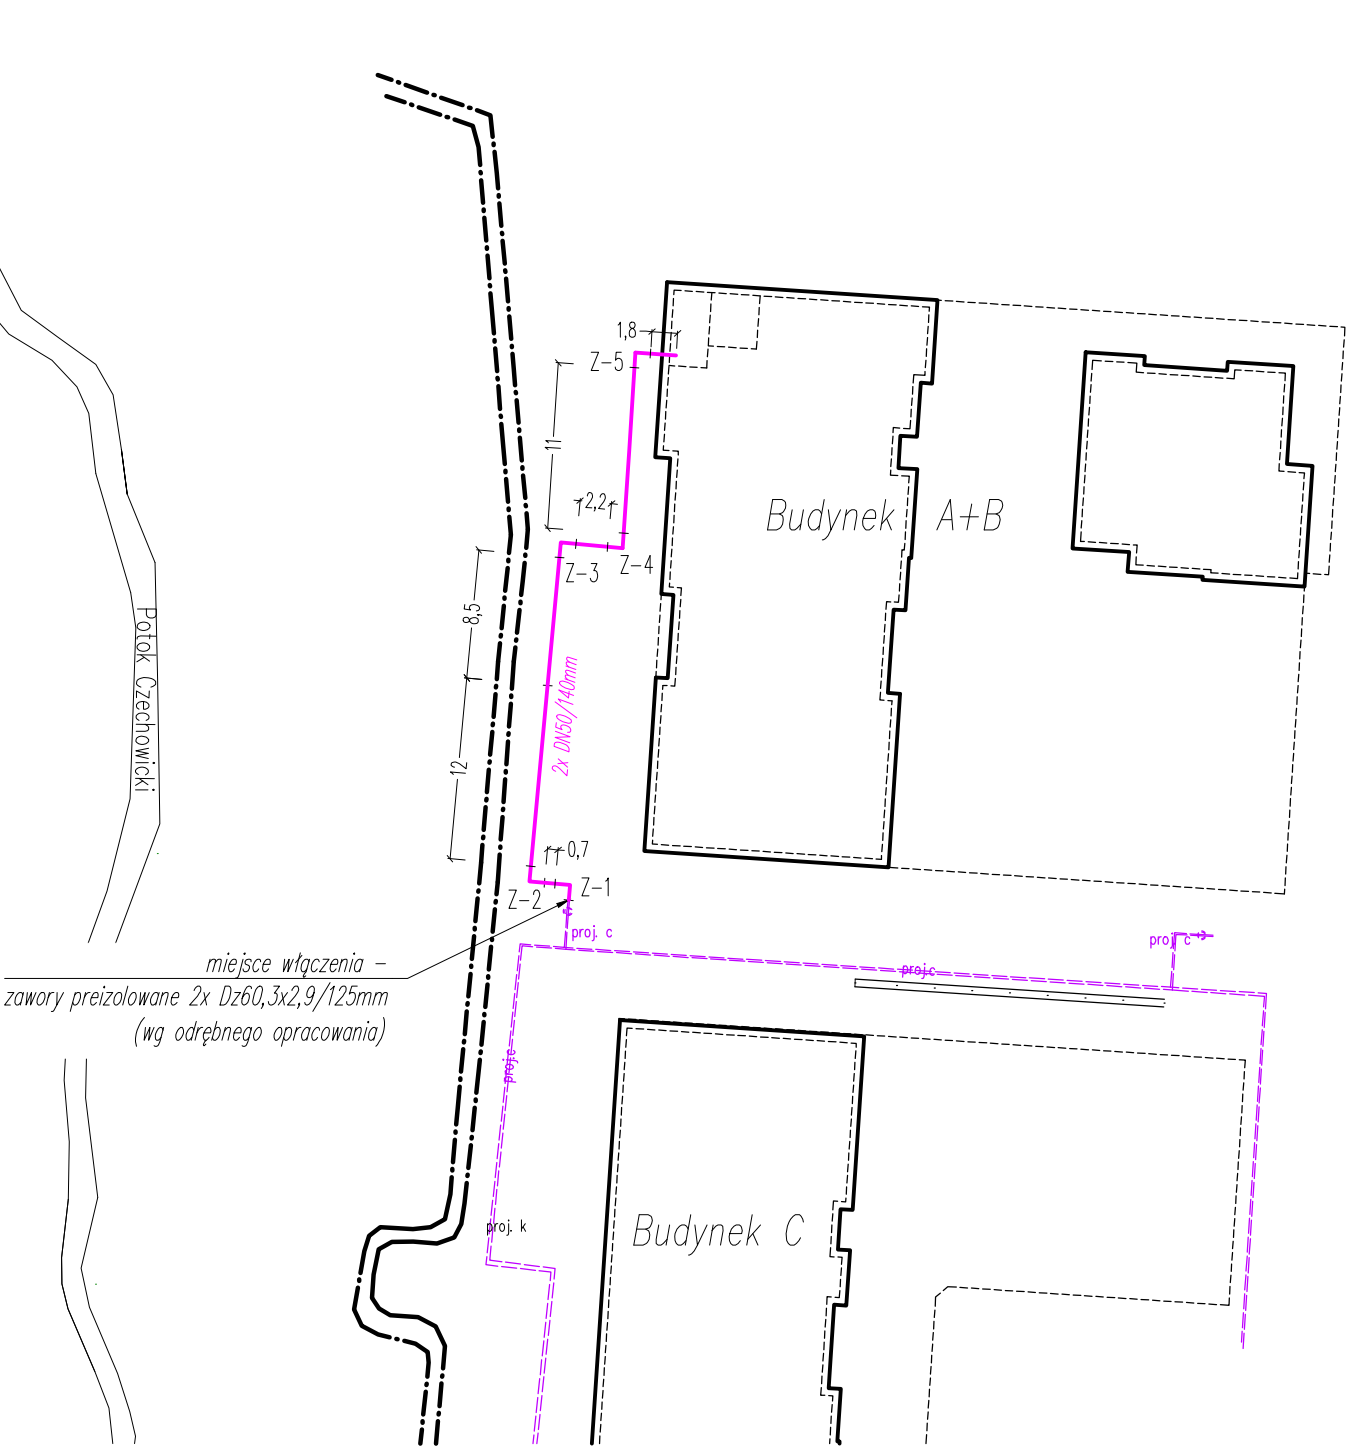 1,8
Z-5
11
2,2
Budynek A+B
Z-4
Z-3
8,5
Potok Czechowicki
2x DN50/140mm
12
0,7
Z-1
Z-2
proj. c
proj c
miejsce włączenia -
proj.c
zawory preizolowane 2x Dz60,3x2,9/125mm
(wg odrębnego opracowania)
proj.c
proj. k
Budynek C